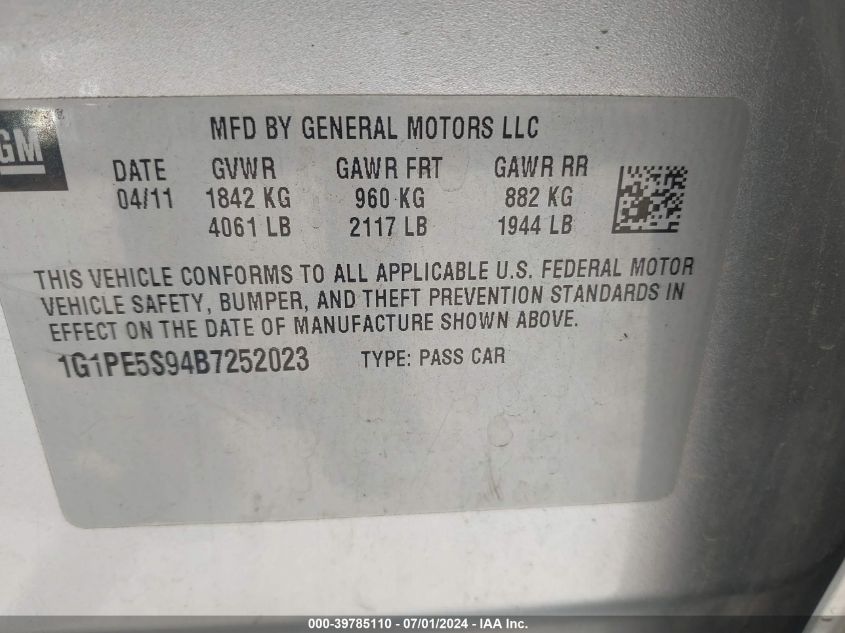 GM
MFD BY GENERAL MOTORS LLC
DATE GVWR GAWR FRT GAWR RR
04/11 1842 KG 960 KG 882 KG
4061 LB 2117 LB 1944 LB
THIS VEHICLE CONFORMS TO ALL APPLICABLE U.S. FEDERAL MOTOR
VEHICLE SAFETY, BUMPER, AND THEFT PREVENTION STANDARDS IN
EFFECT ON THE DATE OF MANUFACTURE SHOWN ABOVE.
1G1PE5S94B7252023 TYPE: PASS CAR
000-39785110 - 07/01/2024 - IAA Inc.